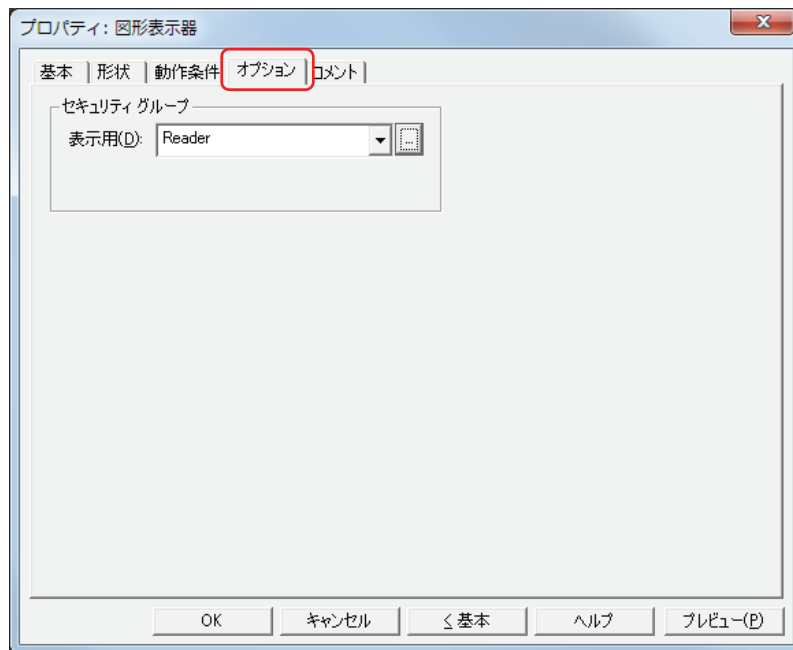 プロパティ: 図形表示器
基本 形状 動作条件 オプション コメント
セキュリティ グループ
表示用(D): Reader ...
OK キャンセル ≤ 基本 ヘルプ プレビュー(P)